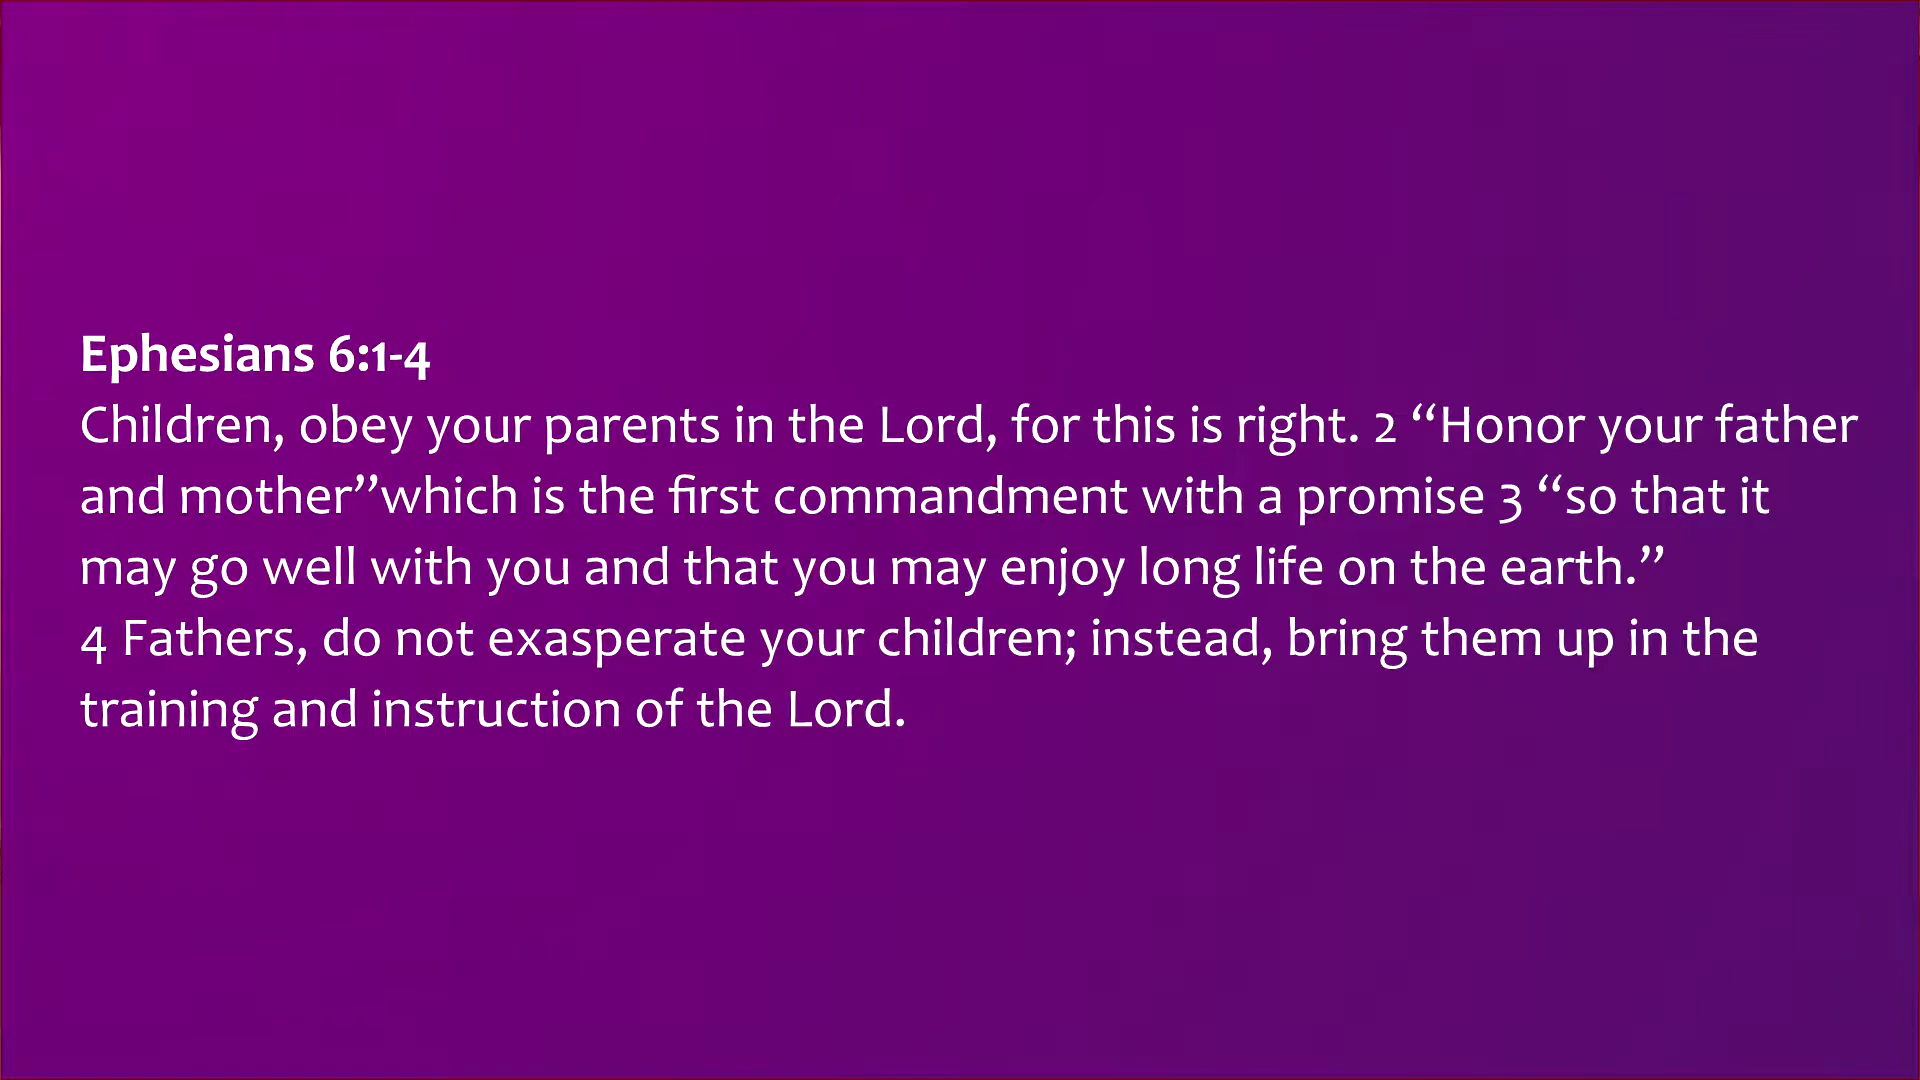 Ephesians 6:1-4
Children, obey your parents in the Lord, for this is right. 2 “Honor your father
and mother”which is the first commandment with a promise 3 “so that it
may go well with you and that you may enjoy long life on the earth.”
4 Fathers, do not exasperate your children; instead, bring them up in the
training and instruction of the Lord.